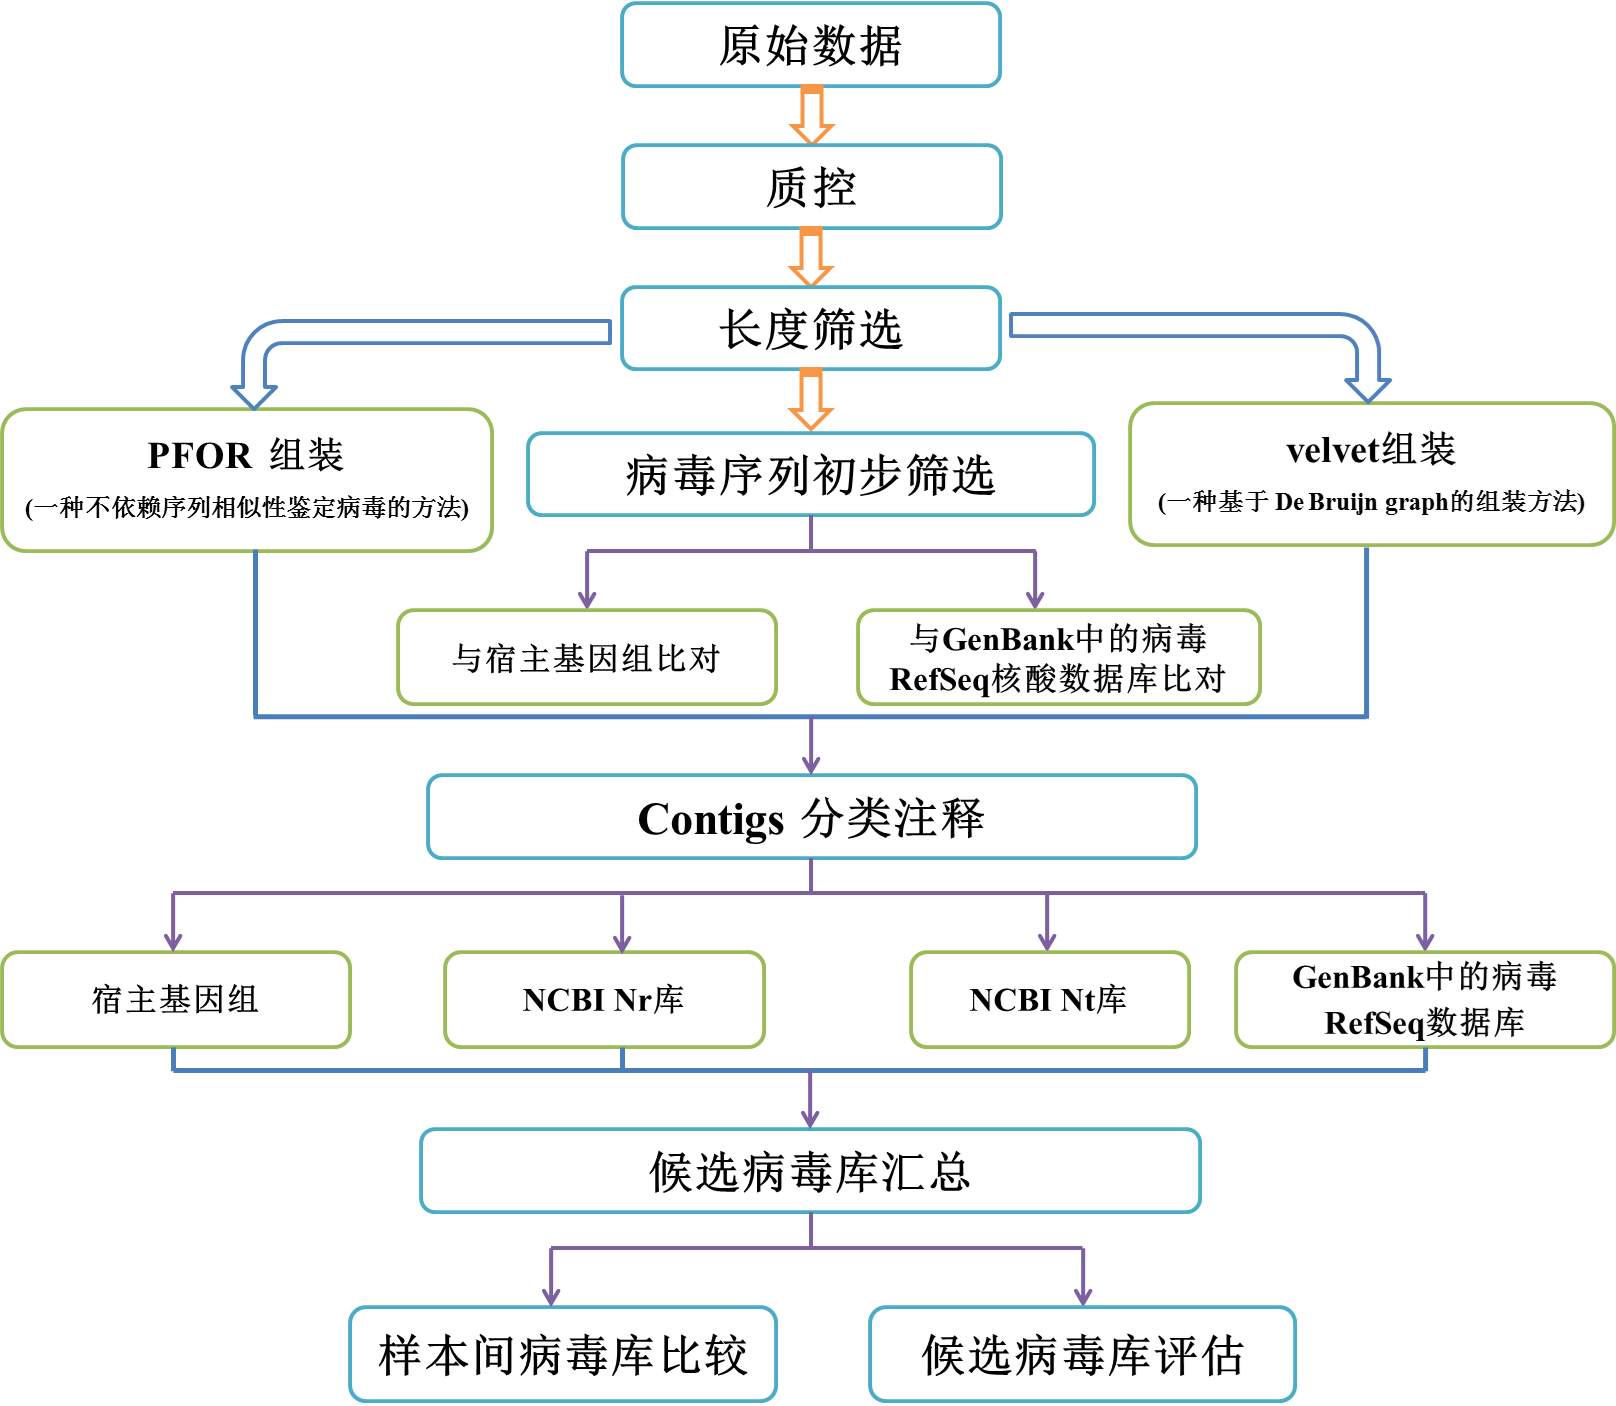 原始数据
质控
长度筛选
PFOR 组装
(一种不依赖序列相似性鉴定病毒的方法)
病毒序列初步筛选
velvet组装
(一种基于 De Bruijn graph的组装方法)
与宿主基因组比对
与GenBank中的病毒
RefSeq核酸数据库比对
Contigs 分类注释
宿主基因组
NCBI Nr库
NCBI Nt库
GenBank中的病毒
RefSeq数据库
候选病毒库汇总
样本间病毒库比较
候选病毒库评估